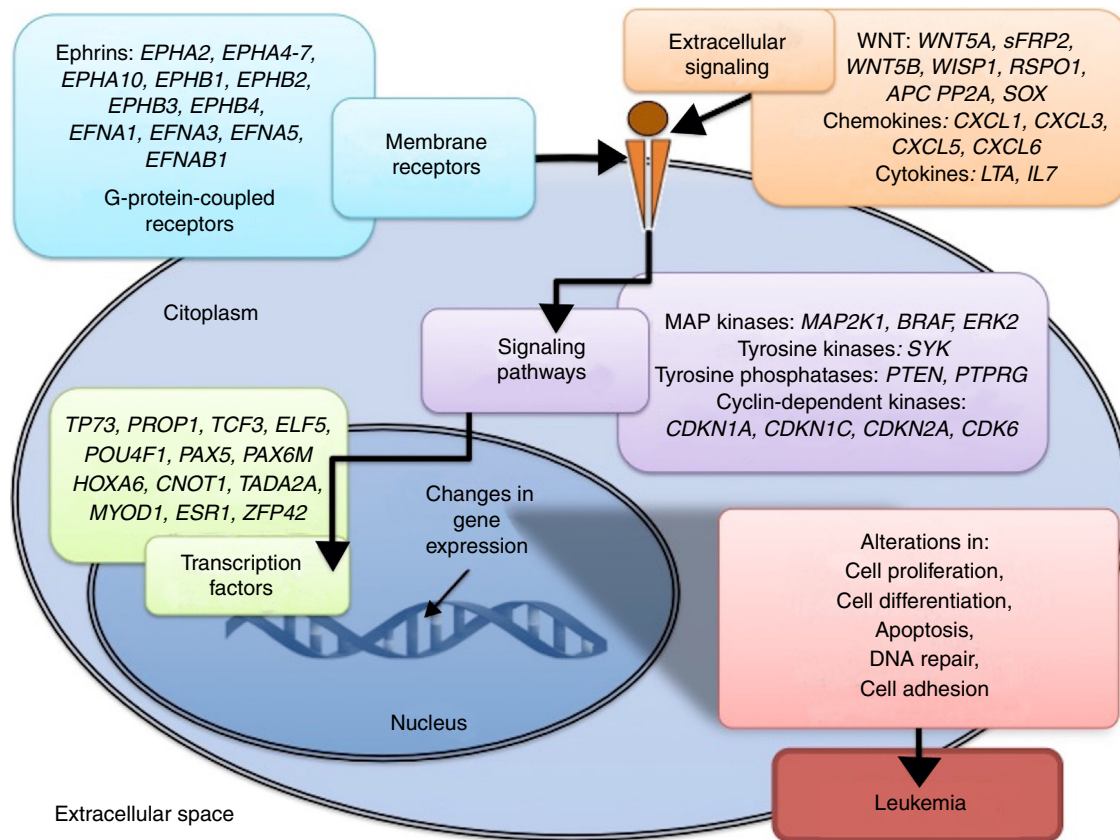 Ephrins: EPHA2, EPHA4-7,
EPHA10, EPHB1, EPHB2,
EPHB3, EPHB4,
EFNA1, EFNA3, EFNA5,
EFNAB1
G-protein-coupled
receptors
Membrane
receptors
Extracellular
signaling
WNT: WNT5A, sFRP2,
WNT5B, WISP1, RSPO1,
APC PP2A, SOX
Chemokines: CXCL1, CXCL3,
CXCL5, CXCL6
Cytokines: LTA, IL7
Citoplasm
Signaling
pathways
MAP kinases: MAP2K1, BRAF, ERK2
Tyrosine kinases: SYK
Tyrosine phosphatases: PTEN, PTPRG
Cyclin-dependent kinases:
CDKN1A, CDKN1C, CDKN2A, CDK6
TP73, PROP1, TCF3, ELF5,
POU4F1, PAX5, PAX6M
HOXA6, CNOT1, TADA2A,
MYOD1, ESR1, ZFP42
Transcription
factors
Changes in
gene
expression
Nucleus
Alterations in:
Cell proliferation,
Cell differentiation,
Apoptosis,
DNA repair,
Cell adhesion
Leukemia
Extracellular space